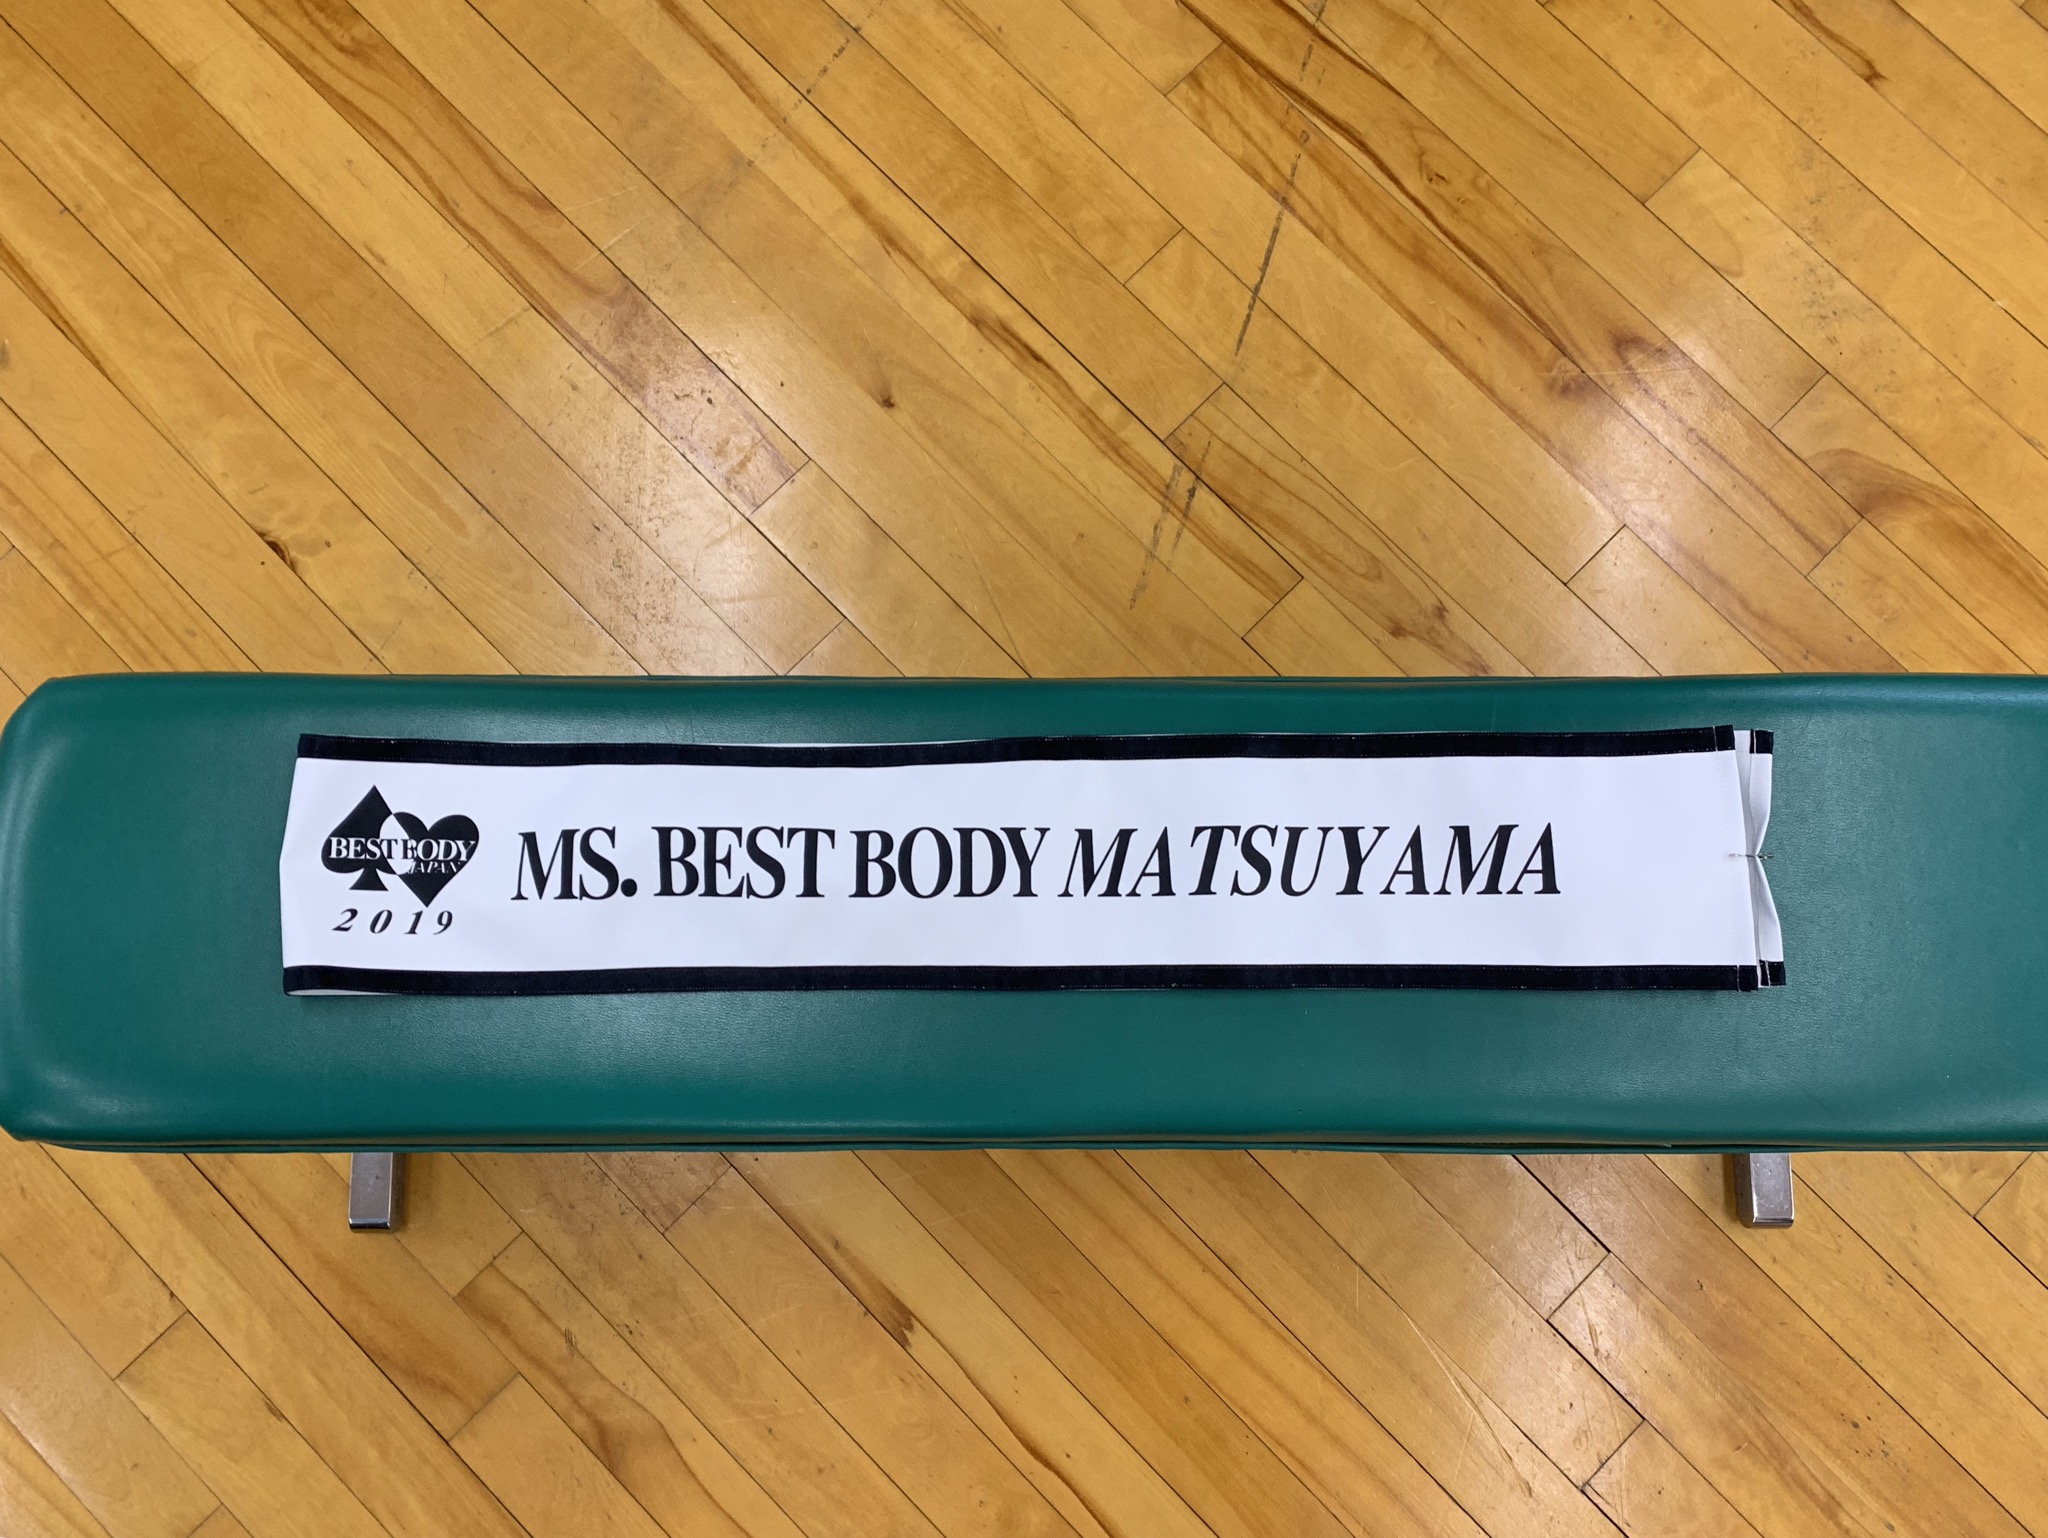 BEST BODY
JAPAN
2019
MS. BEST BODY MATSUYAMA